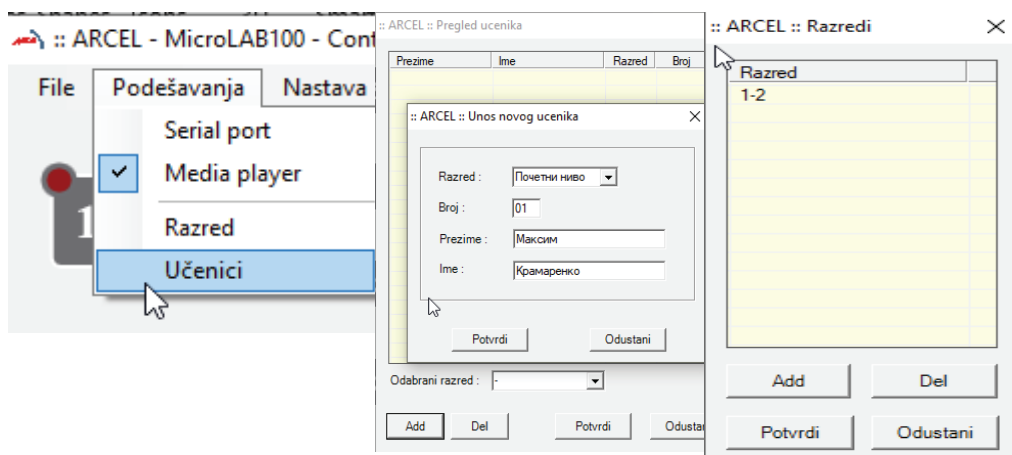 :: ARCEL - MicroLAB100 - Cont
File Podešavanja Nastava
Serial port
Media player
Razred
Učenici
1
:: ARCEL :: Pregled ucenika
Prezime Ime Razred Broj
:: ARCEL :: Unos novog ucenika
Razred : Почетни ниво
Broj : 01
Prezime : Максим
Ime : Крамаренко
Potvrdi Odustani
Odabrani razred : -
Add Del Potvrdi Odustan
:: ARCEL :: Razredi
Razred
1-2
Add Del
Potvrdi Odustani